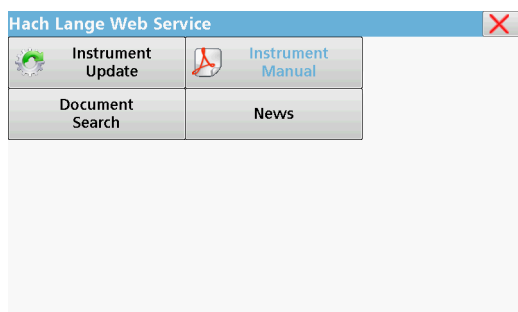 Hach Lange Web Service
Instrument
Update
Instrument
Manual
Document
Search
News